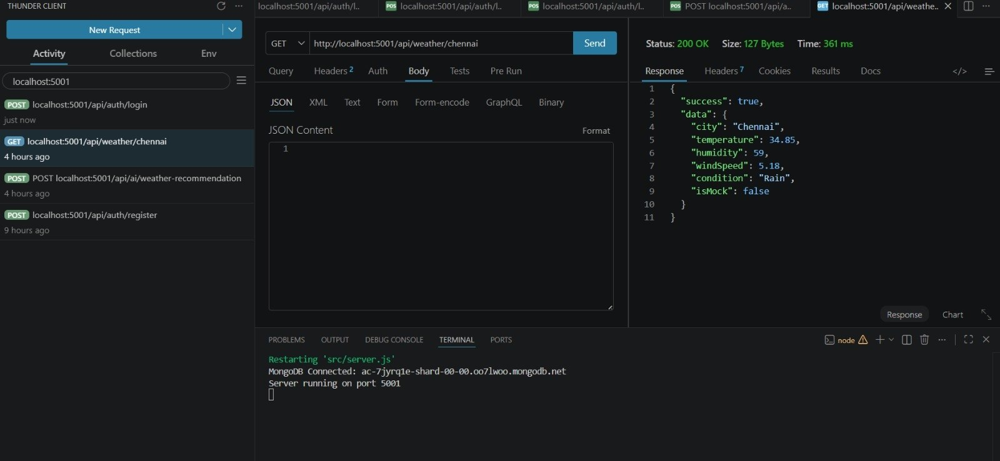 THUNDER CLIENT
New Request
Activity Collections Env
localhost:5001
POST localhost:5001/api/auth/login
just now
GET localhost:5001/api/weather/chennai
4 hours ago
POST POST localhost:5001/api/ai/weather-recommendation
4 hours ago
POST localhost:5001/api/auth/register
9 hours ago
localhost:5001/api/auth/l..
POS localhost:5001/api/auth/l..
POS localhost:5001/api/auth/l..
POS POST localhost:5001/api/a..
GET localhost:5001/api/weathe..
GET http://localhost:5001/api/weather/chennai Send
Query Headers 2 Auth Body Tests Pre Run
JSON XML Text Form Form-encode GraphQL Binary
JSON Content Format
1
Status: 200 OK Size: 127 Bytes Time: 361 ms
Response Headers 7 Cookies Results Docs </>
1 {
2 "success": true,
3 "data": {
4 "city": "Chennai",
5 "temperature": 34.85,
6 "humidity": 59,
7 "windSpeed": 5.18,
8 "condition": "Rain",
9 "isMock": false
10 }
11 }
Response Chart
PROBLEMS OUTPUT DEBUG CONSOLE TERMINAL PORTS
node
Restarting 'src/server.js'
MongoDB Connected: ac-7jyrq1e-shard-00-00.oo7lwoo.mongodb.net
Server running on port 5001